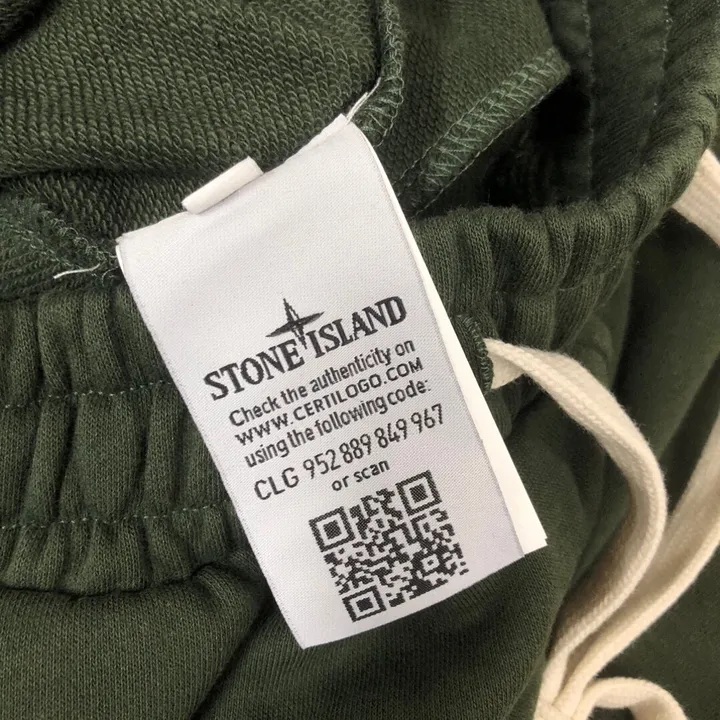 STONE ISLAND
Check the authenticity on
WWW.CERTILOGO.COM
using the following code:
CLG 952 889 849 967
or scan